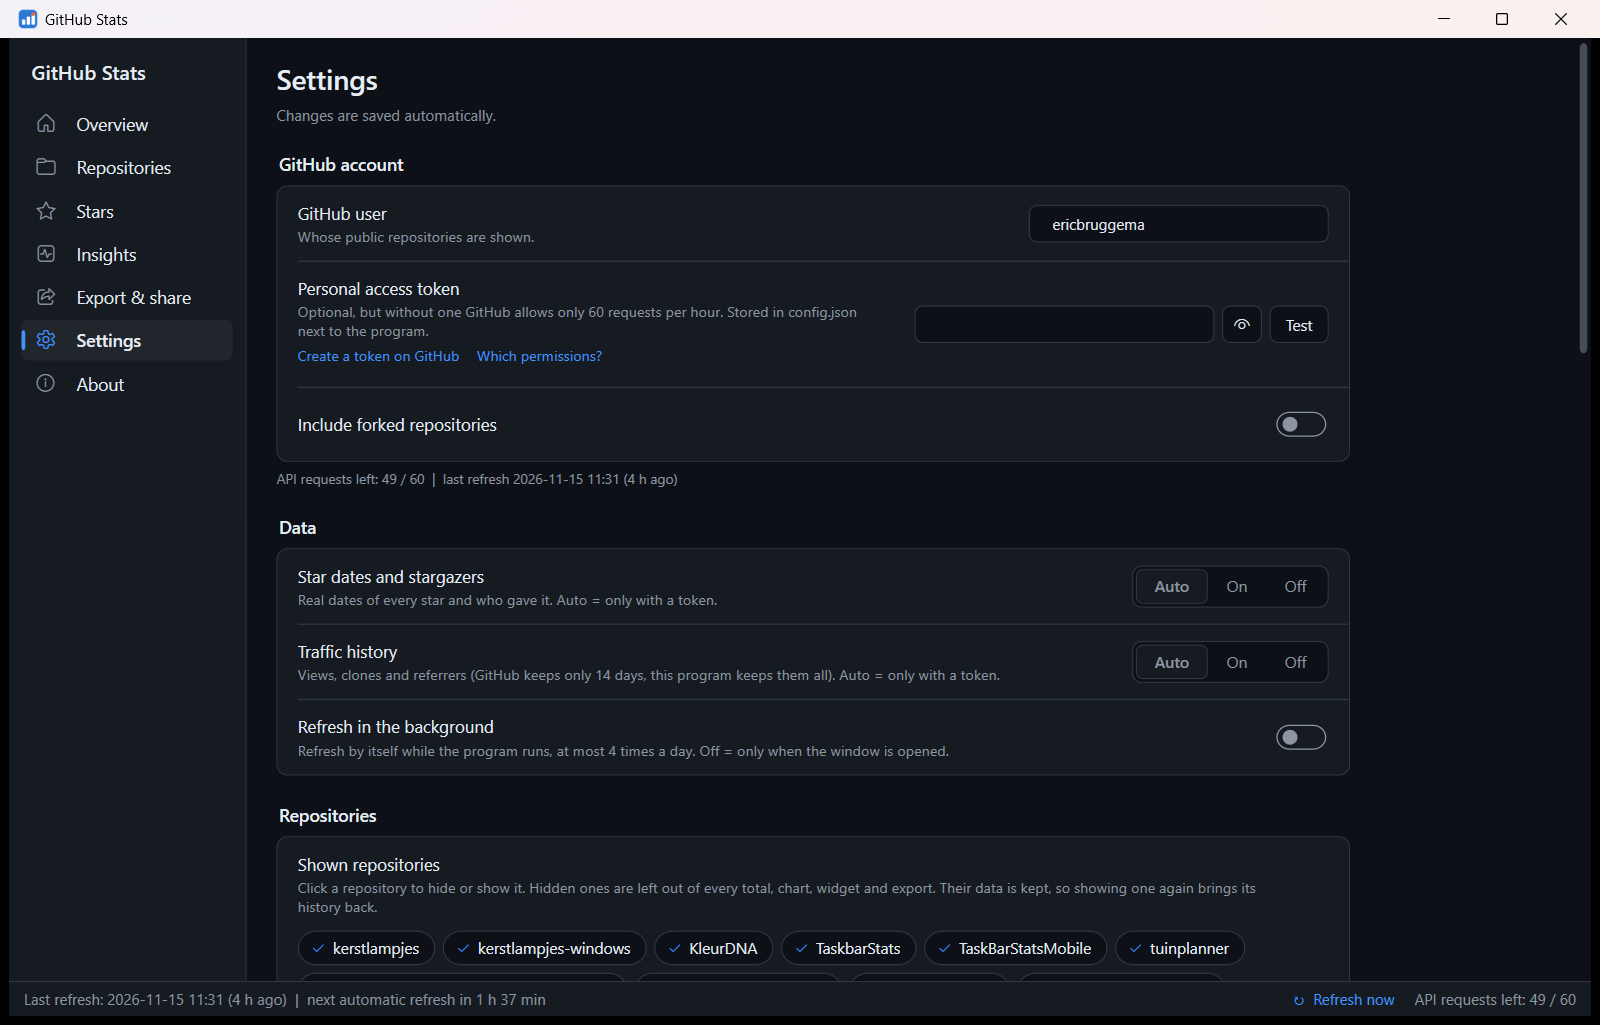 GitHub Stats
GitHub Stats
Overview
Repositories
Stars
Insights
Export & share
Settings
About
Settings
Changes are saved automatically.
GitHub account
GitHub user
Whose public repositories are shown.
ericbruggema
Personal access token
Optional, but without one GitHub allows only 60 requests per hour. Stored in config.json
next to the program.
Create a token on GitHub Which permissions?
Test
Include forked repositories
API requests left: 49 / 60 | last refresh 2026-11-15 11:31 (4 h ago)
Data
Star dates and stargazers
Real dates of every star and who gave it. Auto = only with a token.
Auto On Off
Traffic history
Views, clones and referrers (GitHub keeps only 14 days, this program keeps them all). Auto = only with a token.
Auto On Off
Refresh in the background
Refresh by itself while the program runs, at most 4 times a day. Off = only when the window is opened.
Repositories
Shown repositories
Click a repository to hide or show it. Hidden ones are left out of every total, chart, widget and export. Their data is kept, so showing one again brings its
history back.
kerstlampjes kerstlampjes-windows KleurDNA TaskbarStats TaskBarStatsMobile tuinplanner
Last refresh: 2026-11-15 11:31 (4 h ago) | next automatic refresh in 1 h 37 min
Refresh now API requests left: 49 / 60